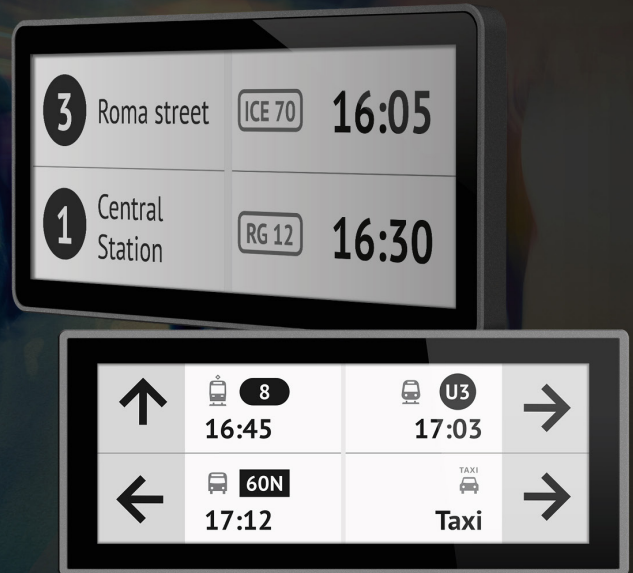 3 Roma street ICE 70 16:05
1 Central
Station RG 12 16:30
8 U3
16:45 17:03
60N TAXI
17:12 Taxi